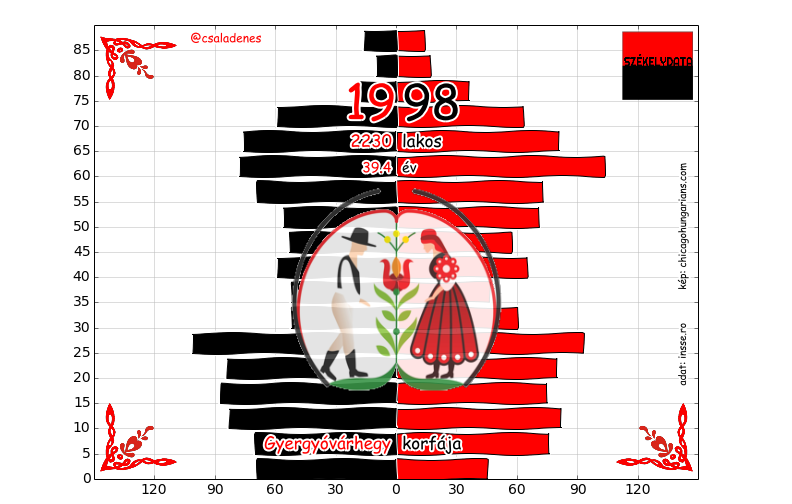 @csaladenes
SZÉKELYDATA
1998
2230 lakos
39.4 év
kép: chicagohungarians.com
adat: insse.ro
Gyergyóvárhegy korfája
85
80
75
70
65
60
55
50
45
40
35
30
25
20
15
10
5
0
120 90 60 30 0 30 60 90 120